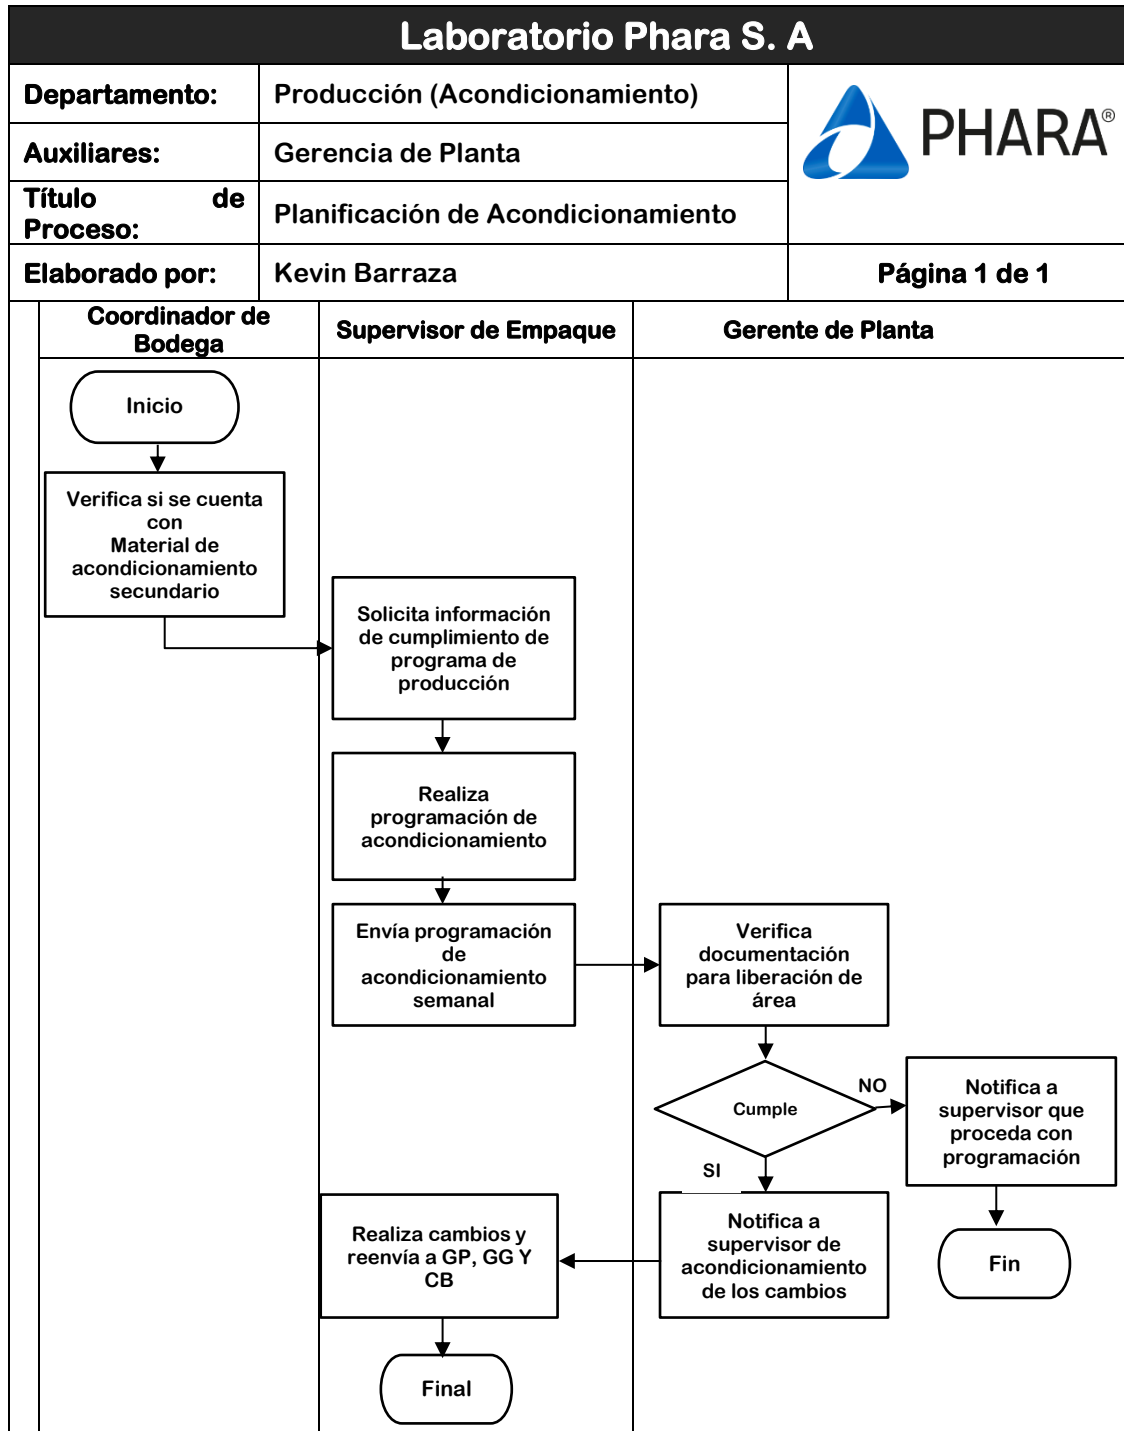 Laboratorio Phara S. A
Departamento:
Producción (Acondicionamiento)
PHARA®
Auxiliares:
Gerencia de Planta
Título de
Proceso:
Planificación de Acondicionamiento
Elaborado por:
Kevin Barraza
Página 1 de 1
Coordinador de
Bodega
Supervisor de Empaque
Gerente de Planta
Inicio
Verifica si se cuenta
con
Material de
acondicionamiento
secundario
Solicita información
de cumplimiento de
programa de
producción
Realiza
programación de
acondicionamiento
Envía programación
de
acondicionamiento
semanal
Verifica
documentación
para liberación de
área
Cumple
NO
Notifica a
supervisor que
proceda con
programación
SI
Notifica a
supervisor de
acondicionamiento
de los cambios
Realiza cambios y
reenvía a GP, GG Y
CB
Fin
Final